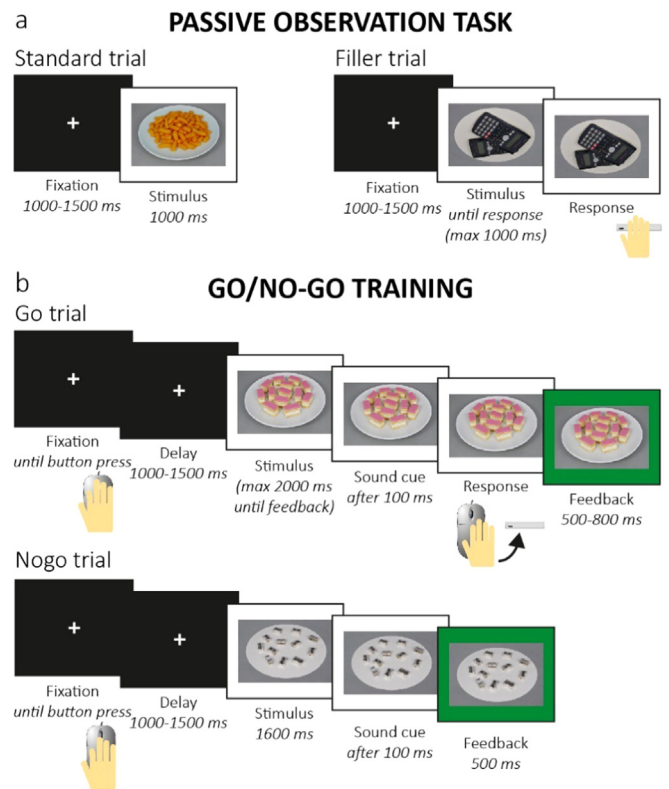 a
PASSIVE OBSERVATION TASK
Standard trial
Filler trial
Fixation
1000-1500 ms
Stimulus
1000 ms
Fixation
1000-1500 ms
Stimulus
until response
(max 1000 ms)
Response
b
GO/NO-GO TRAINING
Go trial
Fixation
until button press
Delay
1000-1500 ms
Stimulus
(max 2000 ms
until feedback)
Sound cue
after 100 ms
Response
Feedback
500-800 ms
Nogo trial
Fixation
until button press
Delay
1000-1500 ms
Stimulus
1600 ms
Sound cue
after 100 ms
Feedback
500 ms